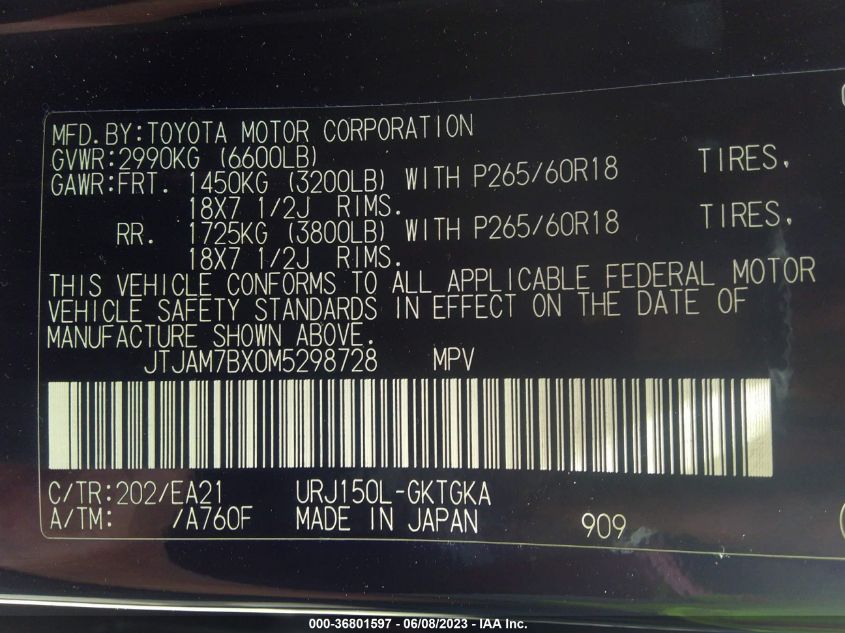 MFD.BY:TOYOTA MOTOR CORPORATION
GVWR:2990KG (6600LB)
GAWR:FRT. 1450KG (3200LB) WITH P265/60R18 TIRES,
18X7 1/2J RIMS.
RR. 1725KG (3800LB) WITH P265/60R18 TIRES,
18X7 1/2J RIMS.
THIS VEHICLE CONFORMS TO ALL APPLICABLE FEDERAL MOTOR
VEHICLE SAFETY STANDARDS IN EFFECT ON THE DATE OF
MANUFACTURE SHOWN ABOVE.
JTJAM7BX0M5298728 MPV
C/TR:202/EA21 URJ150L-GKTGKA
A/TM: /A760F MADE IN JAPAN 909
000-36801597 - 06/08/2023 - IAA Inc.